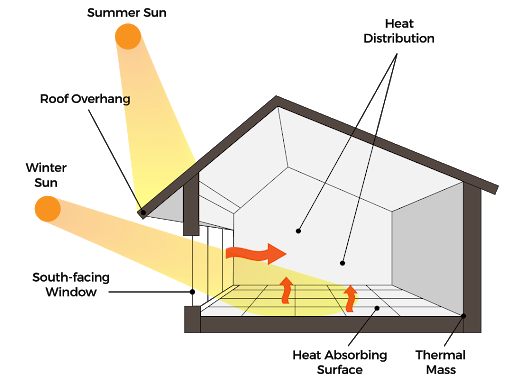 Summer Sun
Heat
Distribution
Roof Overhang
Winter
Sun
South-facing
Window
Heat Absorbing
Surface
Thermal
Mass